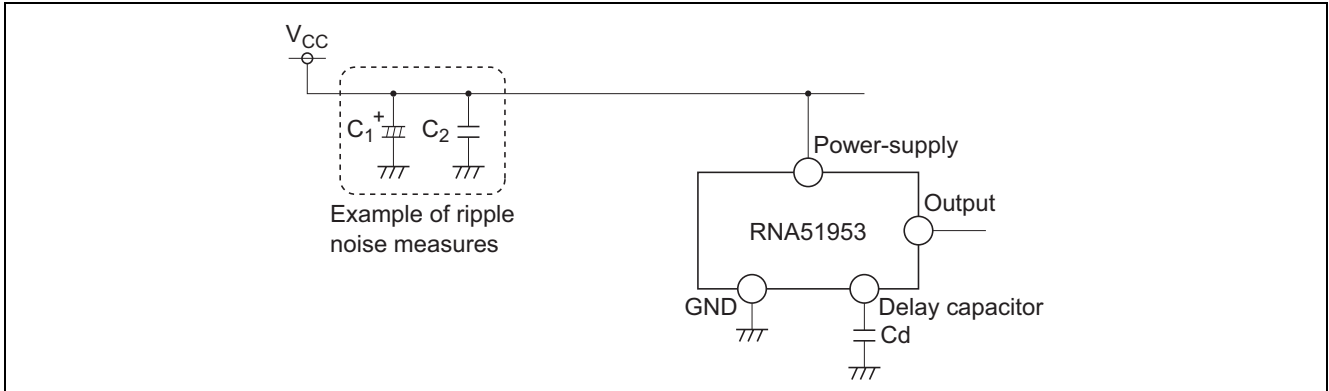 VCC
+
C1
C2
Example of ripple
noise measures
Power-supply
Output
RNA51953
GND
Delay capacitor
Cd